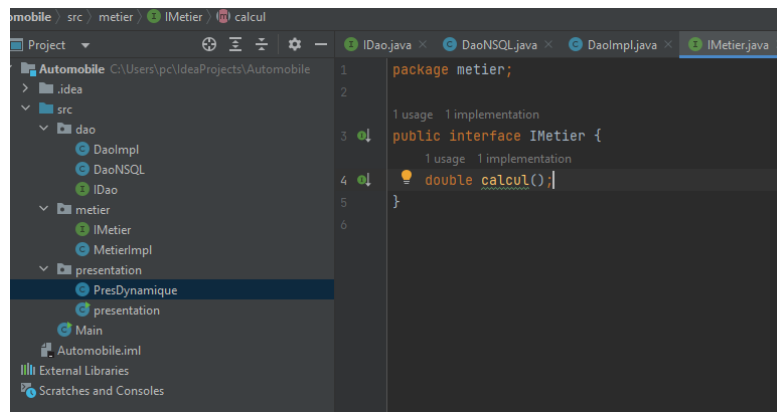 omobile > src > metier > IMetier > calcul
Project
IDao.java
DaoNSQL.java
DaoImpl.java
IMetier.java
Automobile C:\Users\pc\IdeaProjects\Automobile
.idea
src
dao
DaoImpl
DaoNSQL
IDao
metier
IMetier
MetierImpl
presentation
PresDynamique
presentation
Main
Automobile.iml
External Libraries
Scratches and Consoles
1 package metier;
2
1 usage 1 implementation
3 public interface IMetier {
1 usage 1 implementation
4 double calcul();
5 }
6